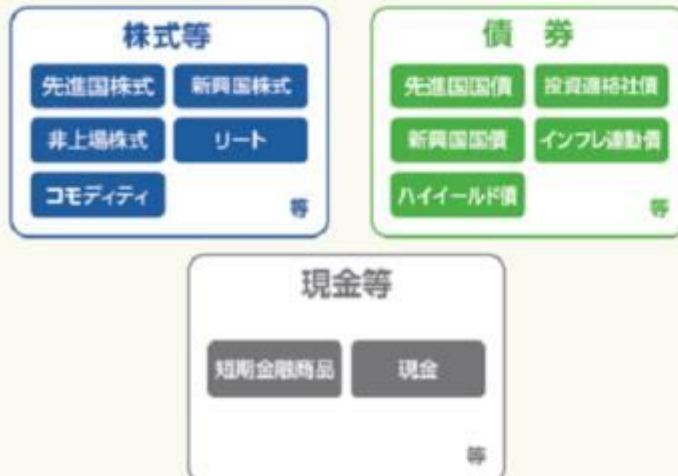 株式等
先進国株式 新興国株式
非上場株式 リート
コモディティ
等
債 券
先進国国債 投資適格社債
新興国国債 インフレ連動債
ハイイールド債
等
現金等
短期金融商品 現金
等